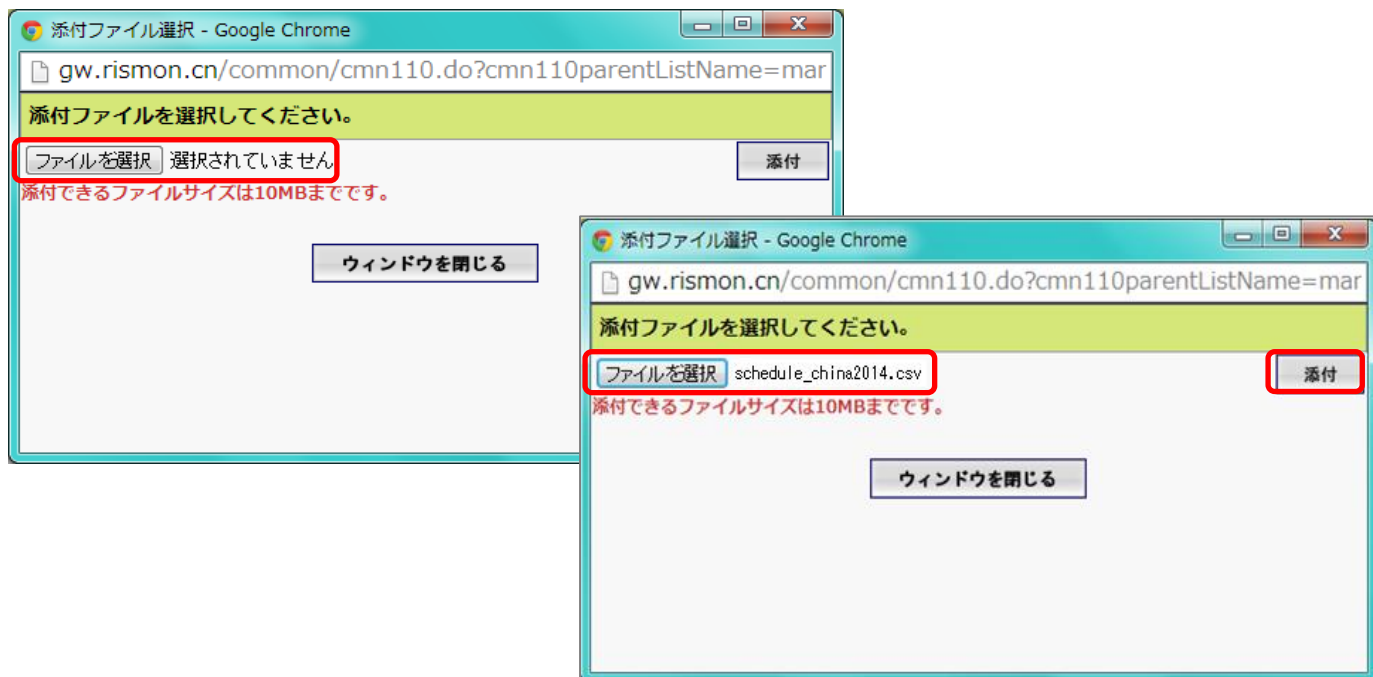 添付ファイル選択 - Google Chrome
gw.rismon.cn/common/cmn110.do?cmn110parentListName=mar
添付ファイルを選択してください。
ファイルを選択 選択されていません 添付
添付できるファイルサイズは10MBまでです。
ウィンドウを閉じる
添付ファイル選択 - Google Chrome
gw.rismon.cn/common/cmn110.do?cmn110parentListName=mar
添付ファイルを選択してください。
ファイルを選択 schedule_china2014.csv 添付
添付できるファイルサイズは10MBまでです。
ウィンドウを閉じる